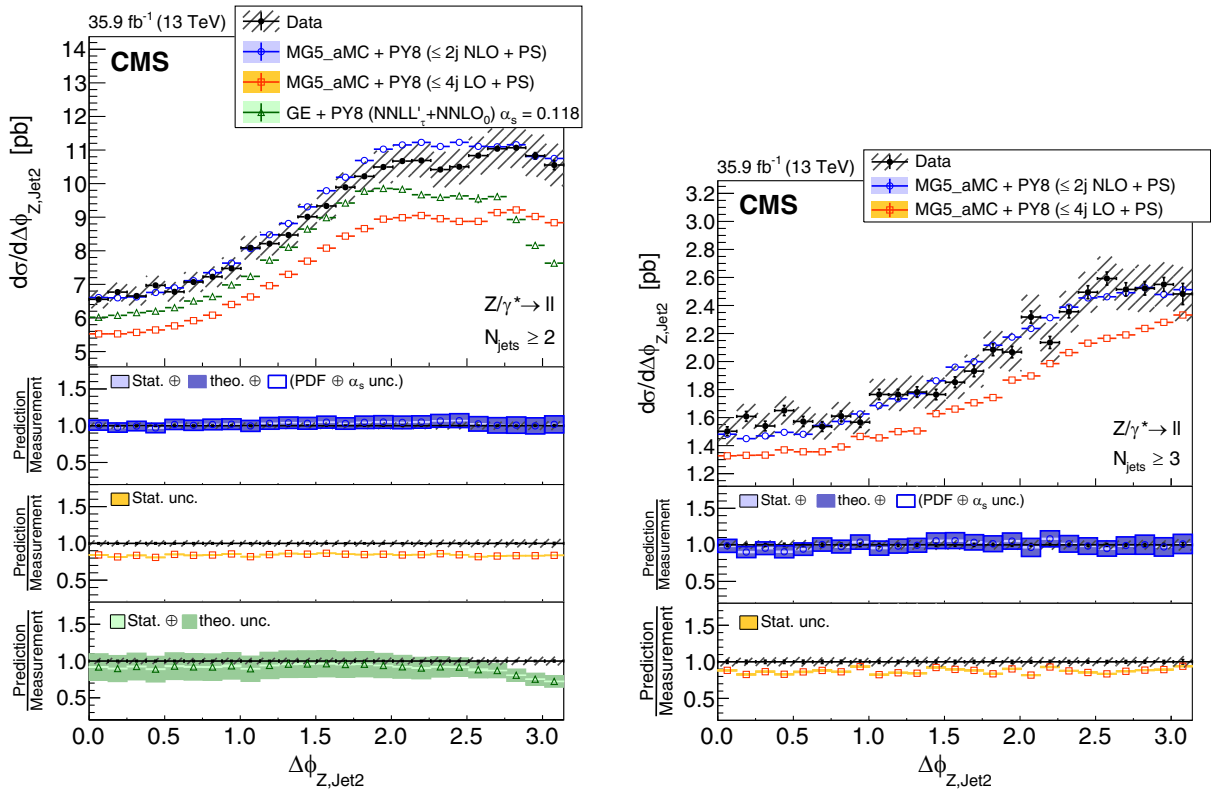 35.9 fb⁻¹ (13 TeV)
Data
MG5_aMC + PY8 (≤ 2j NLO + PS)
MG5_aMC + PY8 (≤ 4j LO + PS)
GE + PY8 (NNLL'τ+NNLO₀) αₛ = 0.118
CMS
dσ/dΔϕ_Z,Jet2 [pb]
14
13
12
11
10
9
8
7
6
5
Z/γ*→ ll
N_jets ≥ 2
Stat. ⊕ theo. ⊕ (PDF ⊕ αₛ unc.)
Prediction
Measurement
1.5
1.0
0.5
Stat. unc.
Prediction
Measurement
1.5
1.0
0.5
Stat. ⊕ theo. unc.
Prediction
Measurement
1.5
1.0
0.5
0.0 0.5 1.0 1.5 2.0 2.5 3.0
Δϕ_Z,Jet2
35.9 fb⁻¹ (13 TeV)
Data
MG5_aMC + PY8 (≤ 2j NLO + PS)
MG5_aMC + PY8 (≤ 4j LO + PS)
CMS
dσ/dΔϕ_Z,Jet2 [pb]
3.2
3.0
2.8
2.6
2.4
2.2
2.0
1.8
1.6
1.4
1.2
Z/γ*→ ll
N_jets ≥ 3
Stat. ⊕ theo. ⊕ (PDF ⊕ αₛ unc.)
Prediction
Measurement
1.5
1.0
0.5
Stat. unc.
Prediction
Measurement
1.5
1.0
0.5
0.0 0.5 1.0 1.5 2.0 2.5 3.0
Δϕ_Z,Jet2